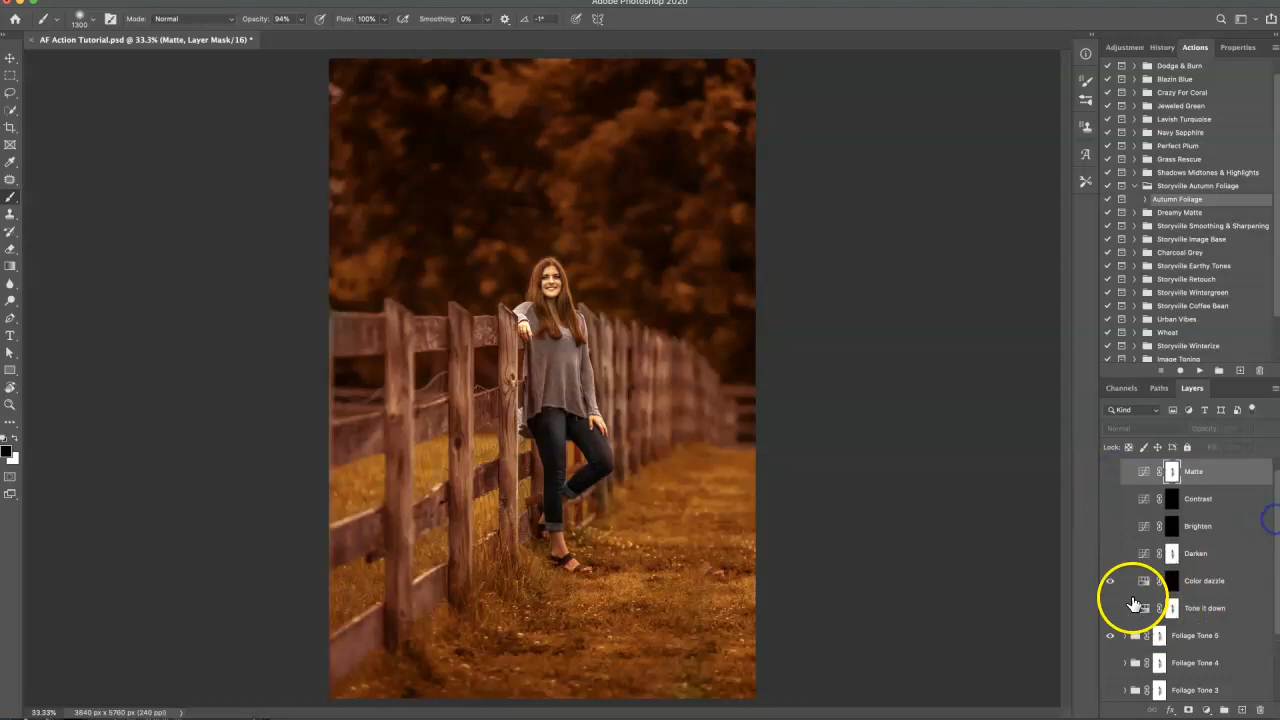 Adobe Photoshop 2020
1300 Mode: Normal Opacity: 94% Flow: 100% Smoothing: 0% -1°
AF Action Tutorial.psd @ 33.3% (Matte, Layer Mask/16) *
Adjustmen History Actions Properties
Dodge & Burn
Blazin Blue
Crazy For Coral
Jeweled Green
Lavish Turquoise
Navy Sapphire
Perfect Plum
Grass Rescue
Shadows Midtones & Highlights
Storyville Autumn Foliage
Autumn Foliage
Dreamy Matte
Storyville Smoothing & Sharpening
Storyville Image Base
Charcoal Grey
Storyville Earthy Tones
Storyville Retouch
Storyville Wintergreen
Storyville Coffee Bean
Urban Vibes
Wheat
Storyville Winterize
Image Toning
Channels Paths Layers
Kind
Normal Opacity:
Lock:
Matte
Contrast
Brighten
Darken
Color dazzle
Tone it down
Foliage Tone 5
Foliage Tone 4
Foliage Tone 3
33.33% 3840 px x 5760 px (240 ppi)